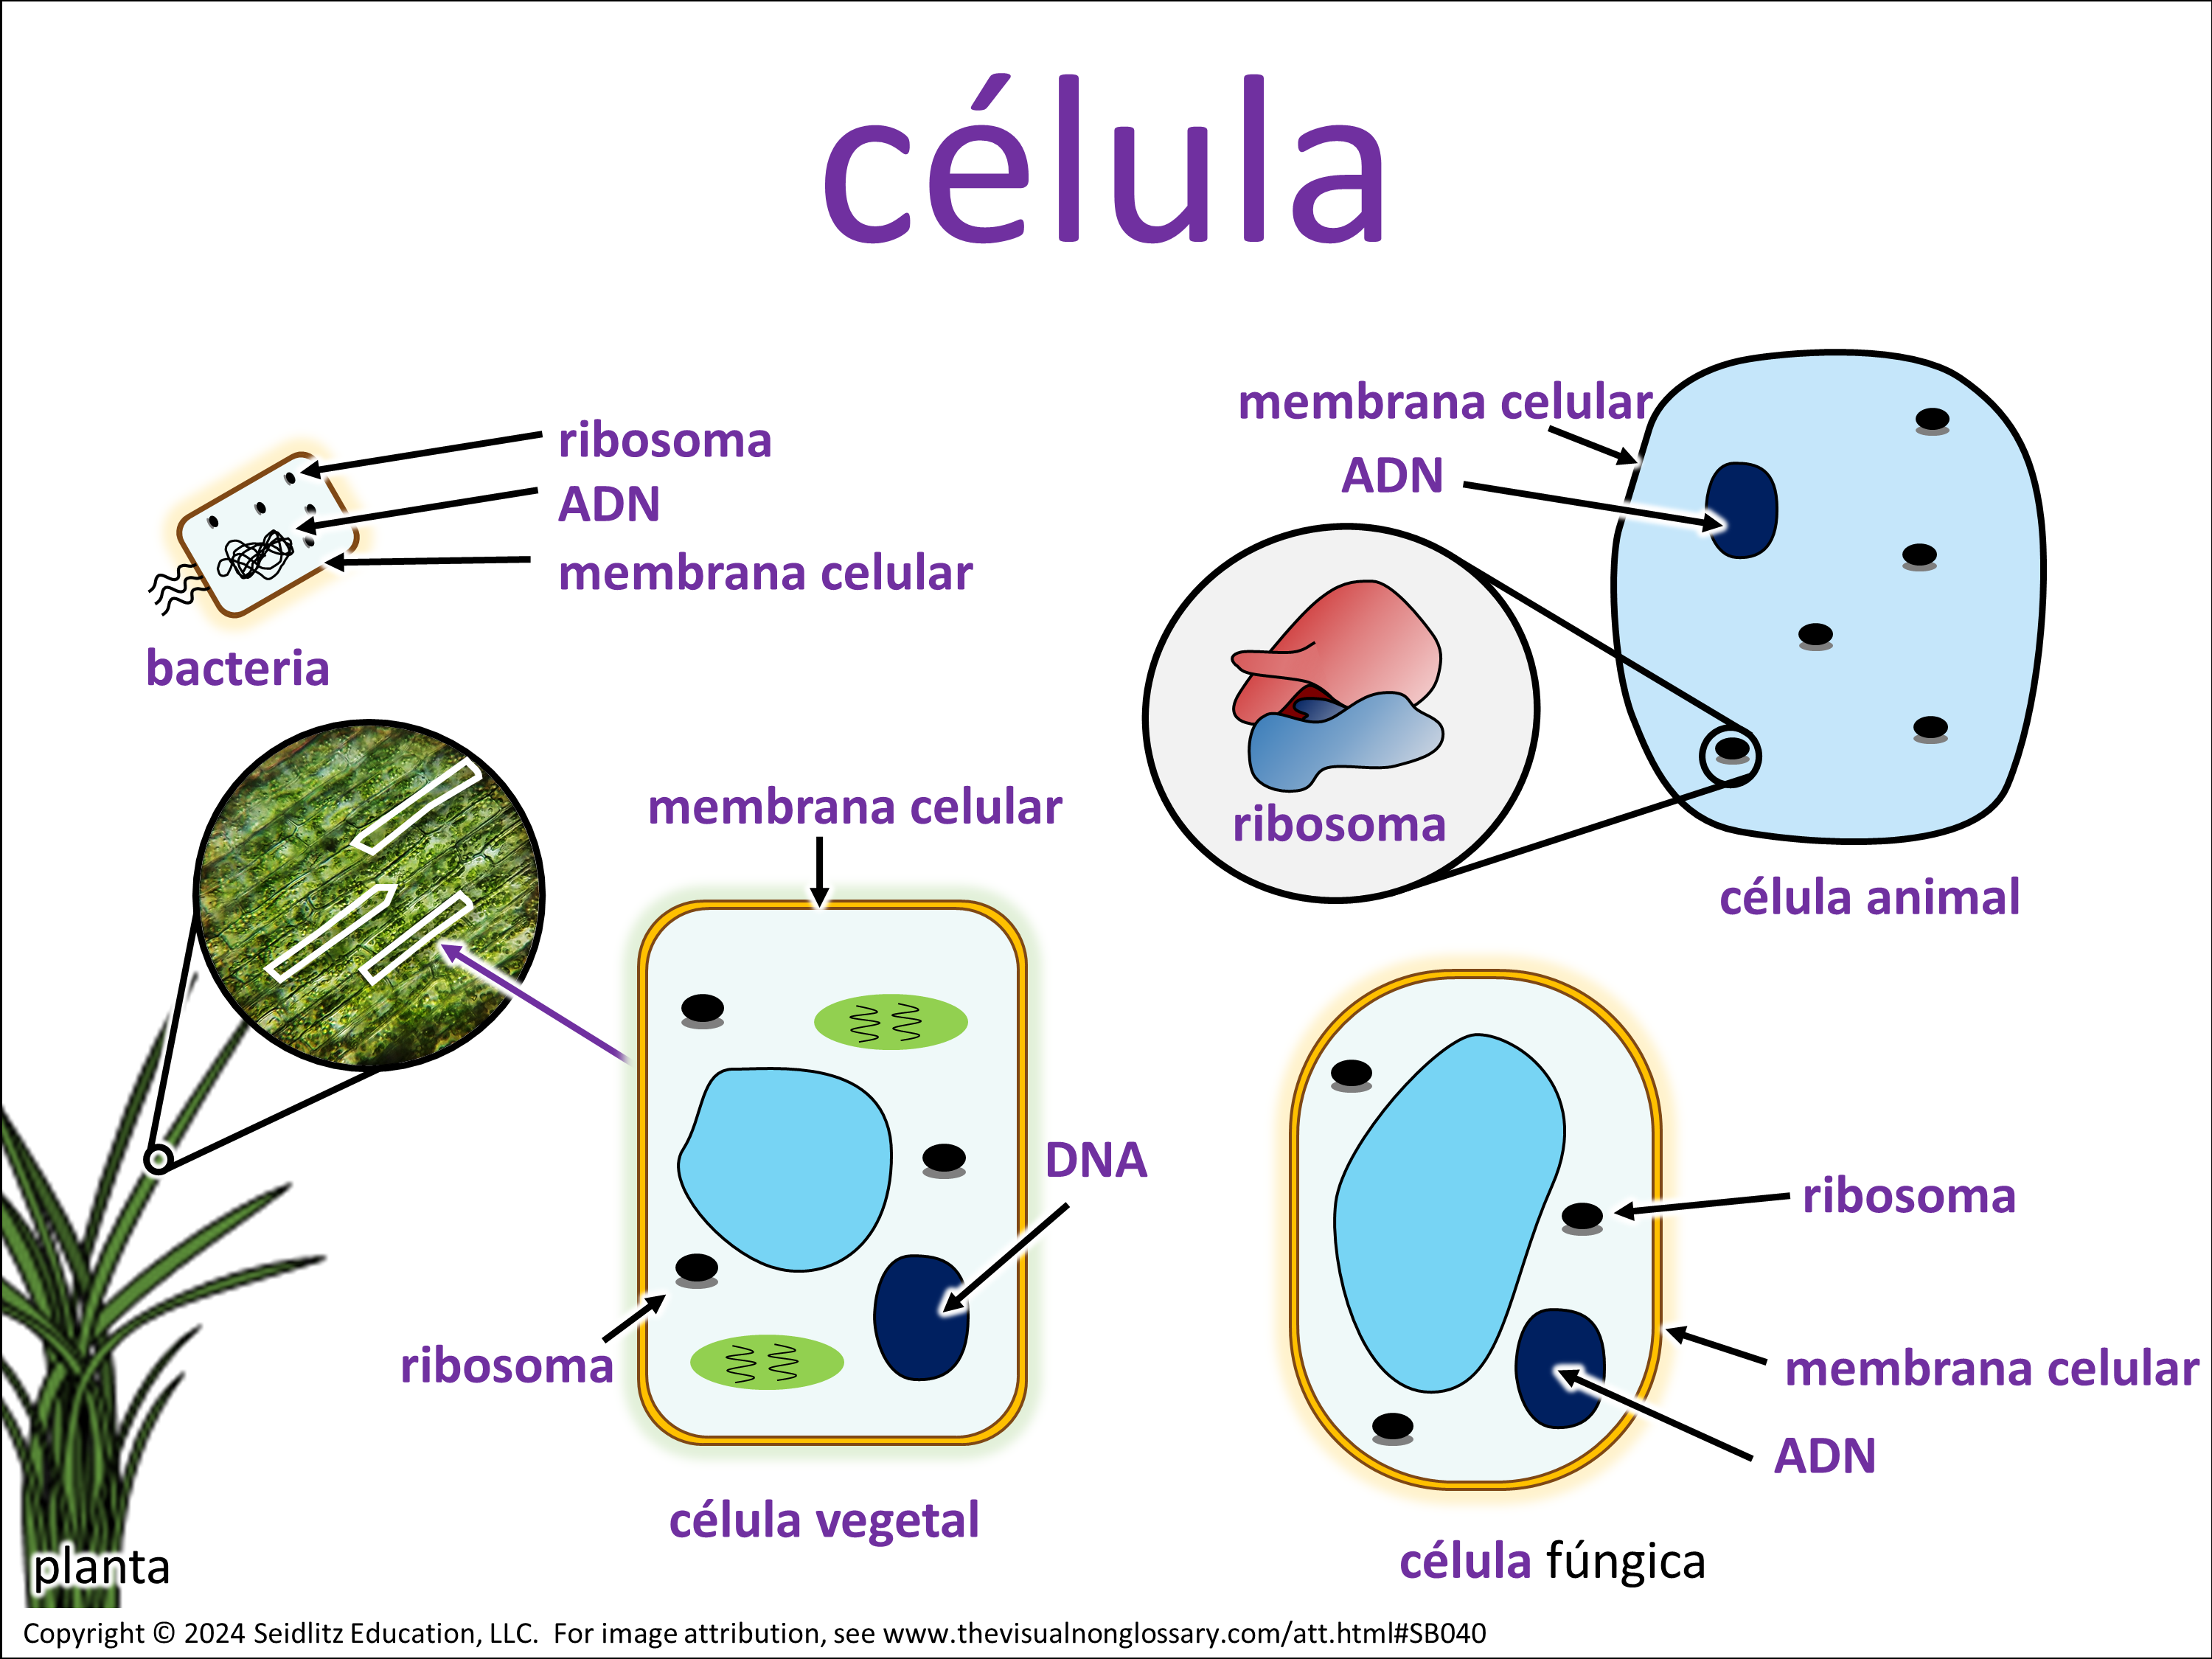 célula
ribosoma
ADN
membrana celular
bacteria
membrana celular
ADN
ribosoma
célula animal
membrana celular
DNA
ribosoma
célula vegetal
planta
ribosoma
membrana celular
ADN
célula fúngica
Copyright © 2024 Seidlitz Education, LLC. For image attribution, see www.thevisualnonglossary.com/att.html#SB040